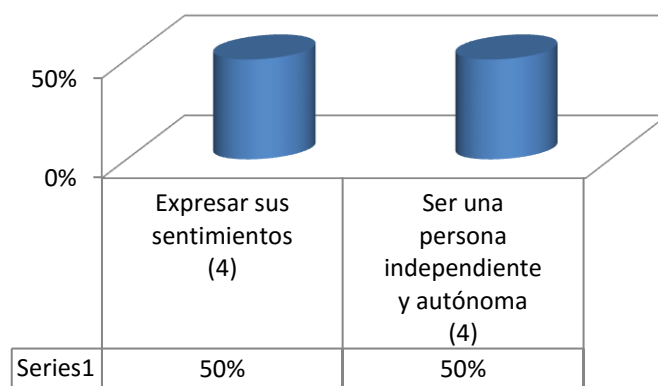 50%
0%
Expresar sus
sentimientos
(4)
Ser una
persona
independiente
y autónoma
(4)
Series1 50% 50%